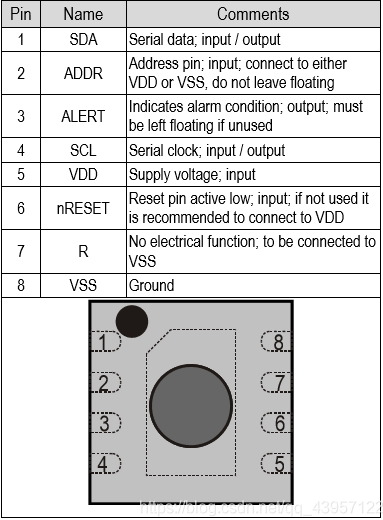 Pin Name Comments
1 SDA Serial data; input / output
2 ADDR Address pin; input; connect to either
VDD or VSS, do not leave floating
3 ALERT Indicates alarm condition; output; must
be left floating if unused
4 SCL Serial clock; input / output
5 VDD Supply voltage; input
6 nRESET Reset pin active low; input; if not used it
is recommended to connect to VDD
7 R No electrical function; to be connected to
VSS
8 VSS Ground
1 8
2 7
3 6
4 5
https://blog.csdn.net/qq_43957122